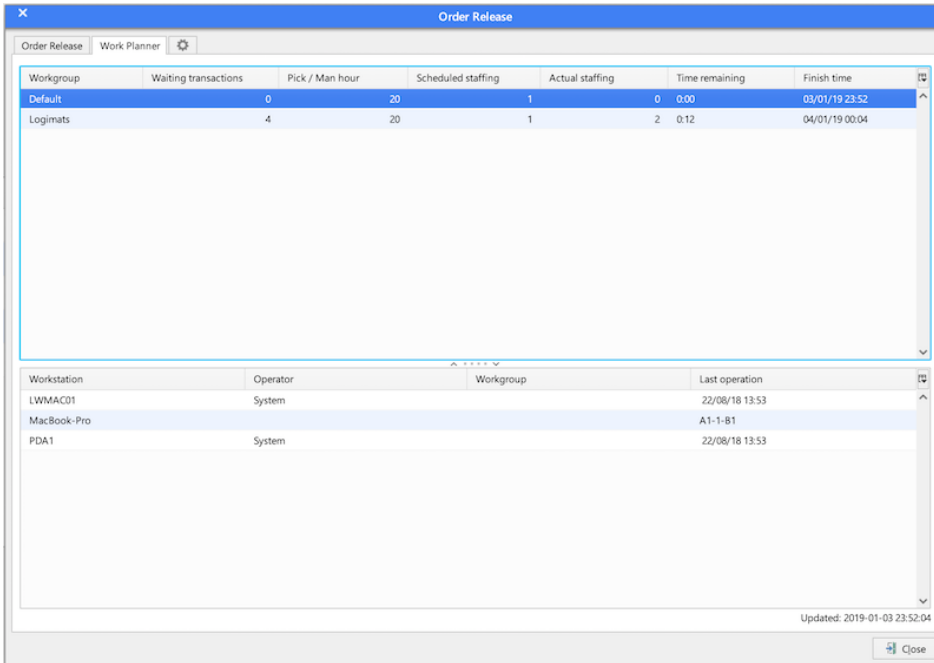 Order Release
Order Release Work Planner
Workgroup Waiting transactions Pick / Man hour Scheduled staffing Actual staffing Time remaining Finish time
Default 0 20 1 0 0:00 03/01/19 23:52
Logimats 4 20 1 2 0:12 04/01/19 00:04
Workstation Operator Workgroup Last operation
LWMAC01 System 22/08/18 13:53
MacBook-Pro A1-1-B1
PDA1 System 22/08/18 13:53
Updated: 2019-01-03 23:52:04
Close